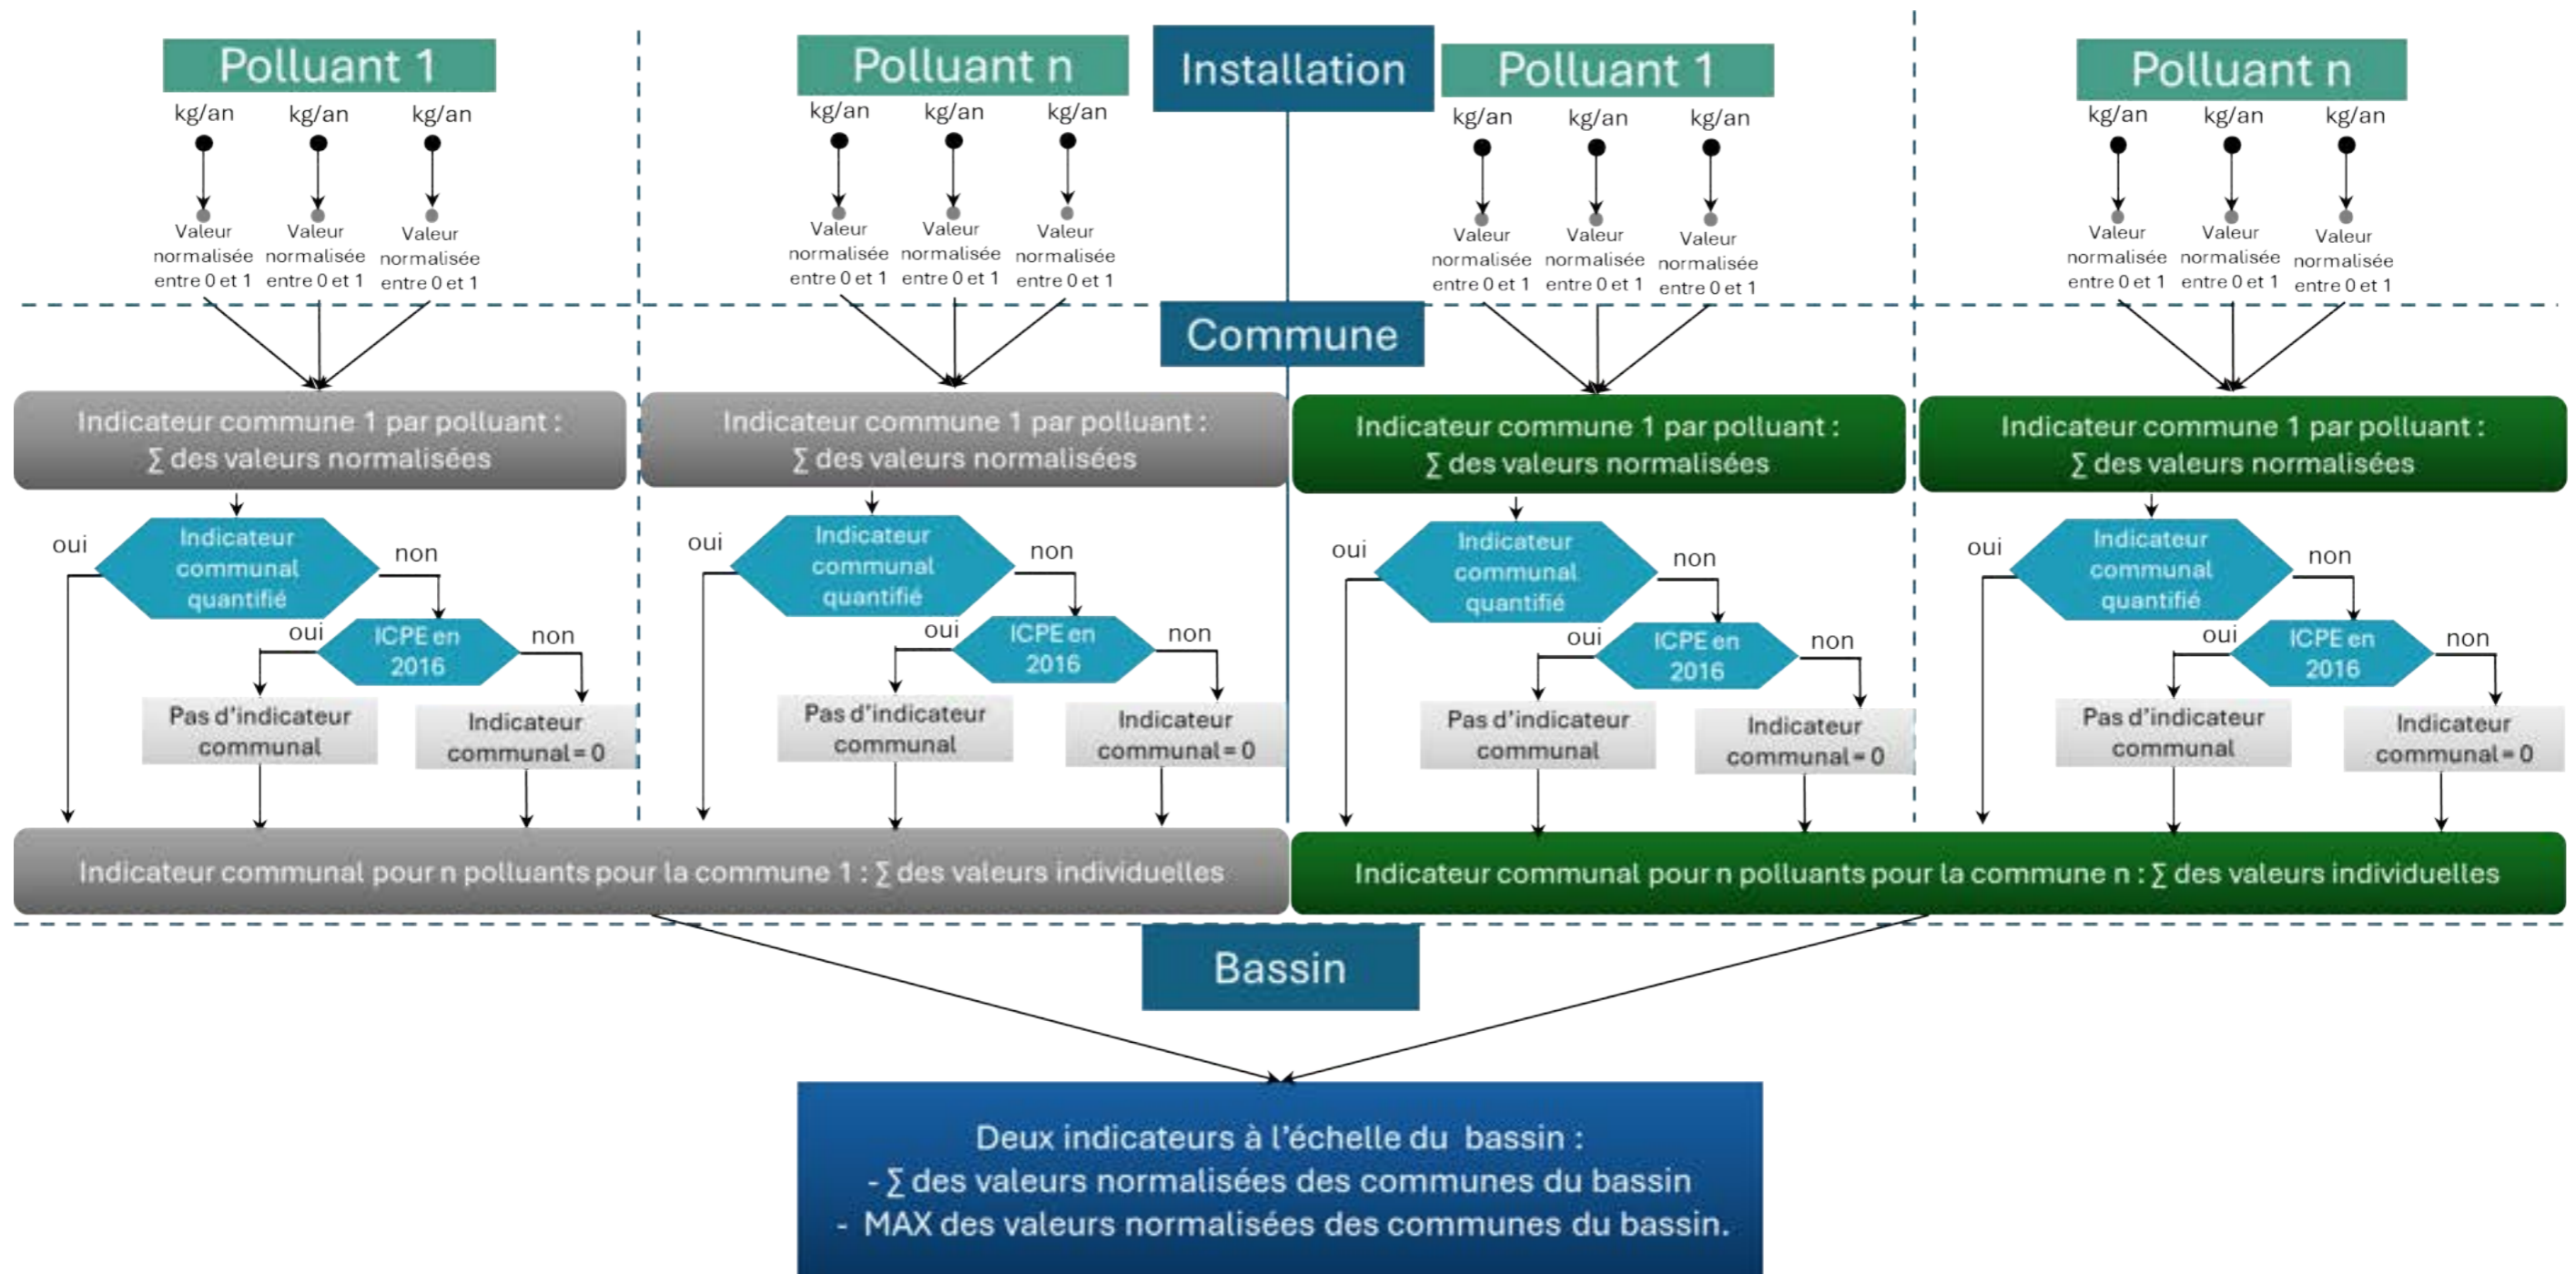 Polluant 1
kg/an
kg/an
kg/an
Valeur
normalisée
entre 0 et 1
Valeur
normalisée
entre 0 et 1
Valeur
normalisée
entre 0 et 1
Polluant n
kg/an
kg/an
kg/an
Valeur
normalisée
entre 0 et 1
Valeur
normalisée
entre 0 et 1
Valeur
normalisée
entre 0 et 1
Installation
Polluant 1
kg/an
kg/an
kg/an
Valeur
normalisée
entre 0 et 1
Valeur
normalisée
entre 0 et 1
Valeur
normalisée
entre 0 et 1
Polluant n
kg/an
kg/an
kg/an
Valeur
normalisée
entre 0 et 1
Valeur
normalisée
entre 0 et 1
Valeur
normalisée
entre 0 et 1
Commune
Indicateur commune 1 par polluant :
∑ des valeurs normalisées
oui
Indicateur
communal
quantifié
non
oui
ICPE en
2016
non
Pas d’indicateur
communal
Indicateur
communal = 0
Indicateur commune 1 par polluant :
∑ des valeurs normalisées
oui
Indicateur
communal
quantifié
non
oui
ICPE en
2016
non
Pas d’indicateur
communal
Indicateur
communal = 0
Indicateur commune 1 par polluant :
∑ des valeurs normalisées
oui
Indicateur
communal
quantifié
non
oui
ICPE en
2016
non
Pas d’indicateur
communal
Indicateur
communal = 0
Indicateur commune 1 par polluant :
∑ des valeurs normalisées
oui
Indicateur
communal
quantifié
non
oui
ICPE en
2016
non
Pas d’indicateur
communal
Indicateur
communal = 0
Indicateur communal pour n polluants pour la commune 1 : ∑ des valeurs individuelles
Indicateur communal pour n polluants pour la commune n : ∑ des valeurs individuelles
Bassin
Deux indicateurs à l’échelle du bassin :
- ∑ des valeurs normalisées des communes du bassin
- MAX des valeurs normalisées des communes du bassin.